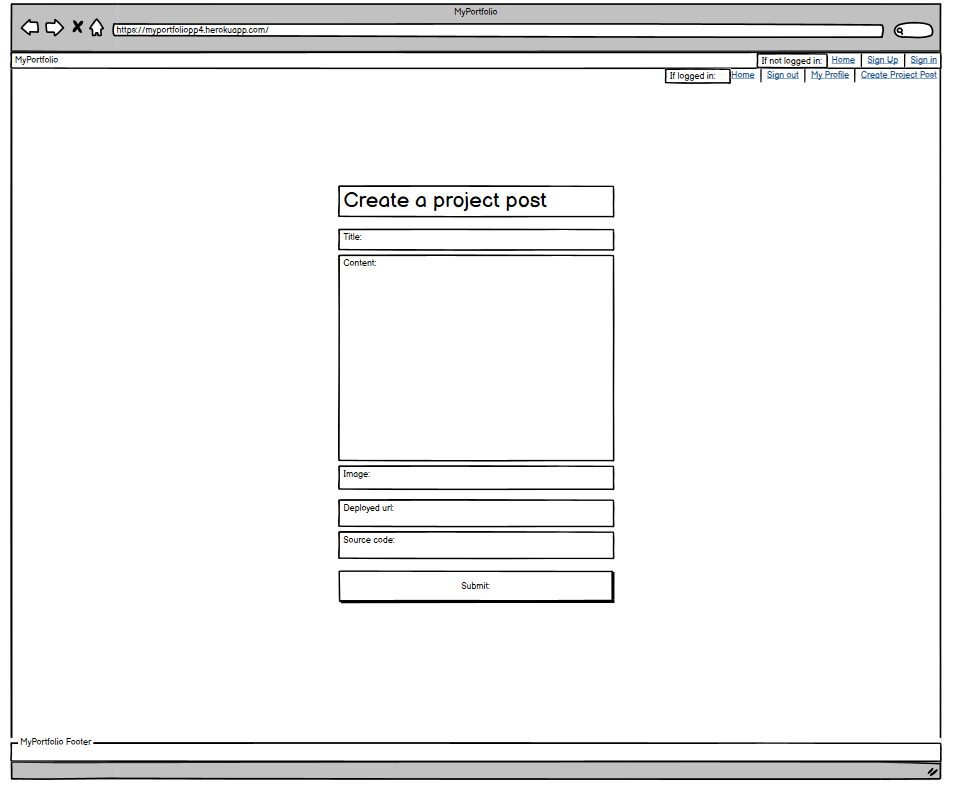 MyPortfolio
https://myportfoliopp4.herokuapp.com/
MyPortfolio If not logged in: Home Sign Up Sign in
If logged in: Home Sign out My Profile Create Project Post
Create a project post
Title:
Content:
Image:
Deployed url:
Source code:
Submit
MyPortfolio Footer